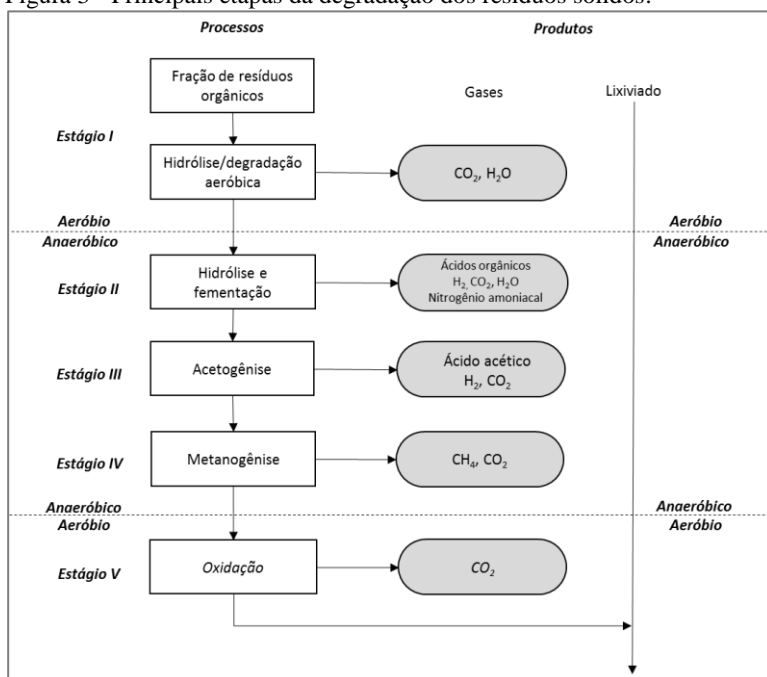 Figura 3 - Principais etapas da degradação dos resíduos sólidos.
Processos
Produtos
Fração de resíduos
orgânicos
Gases
Lixiviado
Estágio I
Hidrólise/degradação
aeróbica
CO₂, H₂O
Aeróbio
Aeróbio
Anaeróbico
Anaeróbico
Estágio II
Hidrólise e
fementação
Ácidos orgânicos
H₂, CO₂, H₂O
Nitrogênio amoniacal
Estágio III
Acetogênise
Ácido acético
H₂, CO₂
Estágio IV
Metanogênise
CH₄, CO₂
Anaeróbico
Anaeróbico
Aeróbio
Aeróbio
Estágio V
Oxidação
CO₂